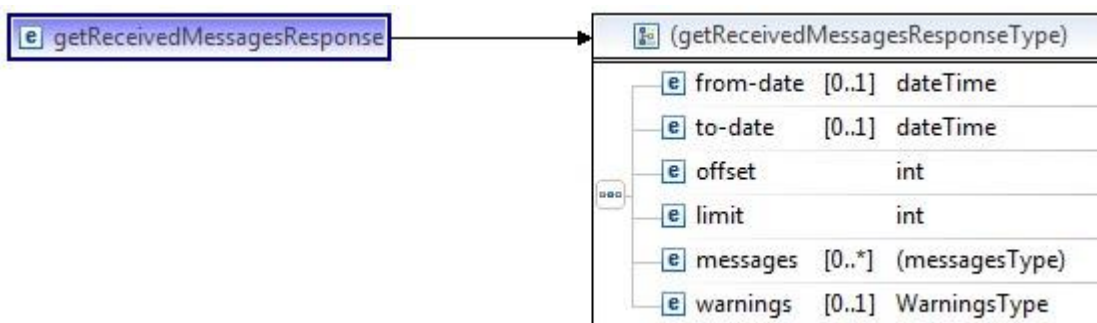 e getReceivedMessagesResponse
(getReceivedMessagesResponseType)
e from-date [0..1] dateTime
e to-date [0..1] dateTime
e offset int
e limit int
e messages [0..*] (messagesType)
e warnings [0..1] WarningsType